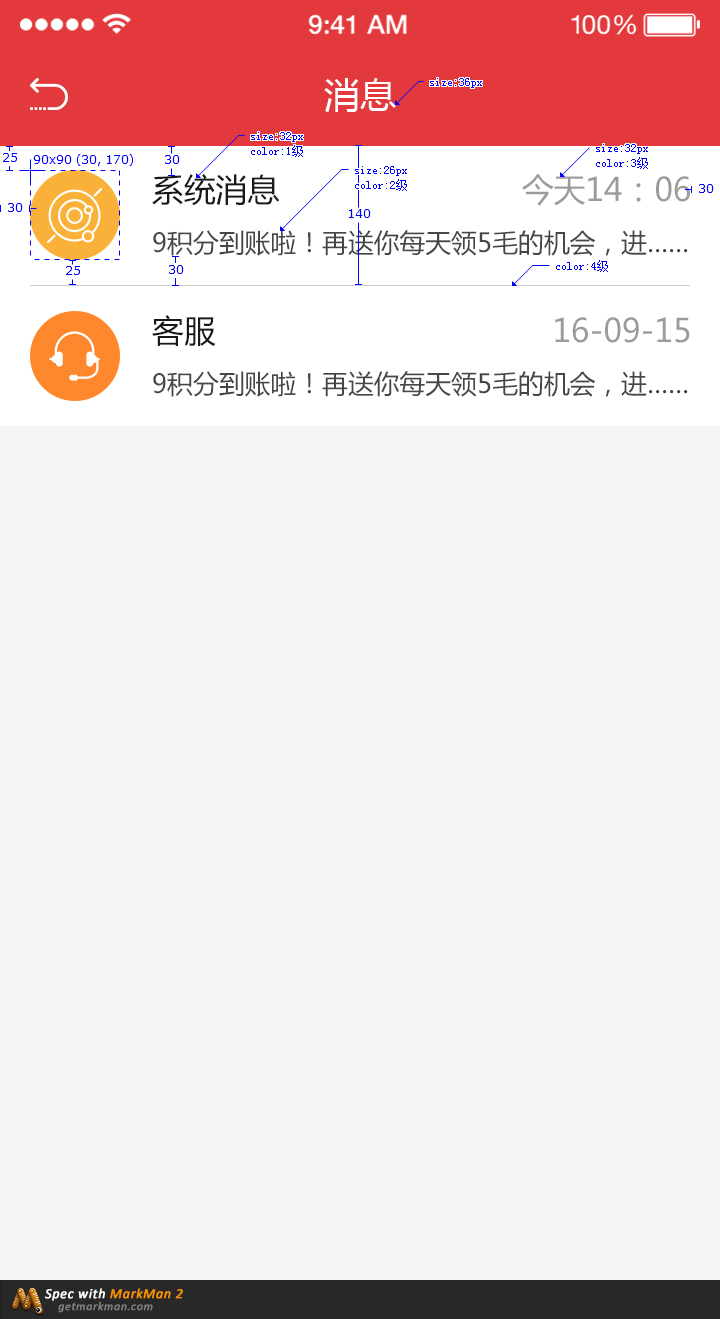 9:41 AM 100%
消息 size:36px
size:32px
color:1级
25 90x90 (30, 170) 30
size:32px
color:3级
size:26px
color:2级
系统消息 今天14：06 30
30 140
9积分到账啦！再送你每天领5毛的机会，进......
25 30 color:4级
客服 16-09-15
9积分到账啦！再送你每天领5毛的机会，进......
Spec with MarkMan 2
getmarkman.com